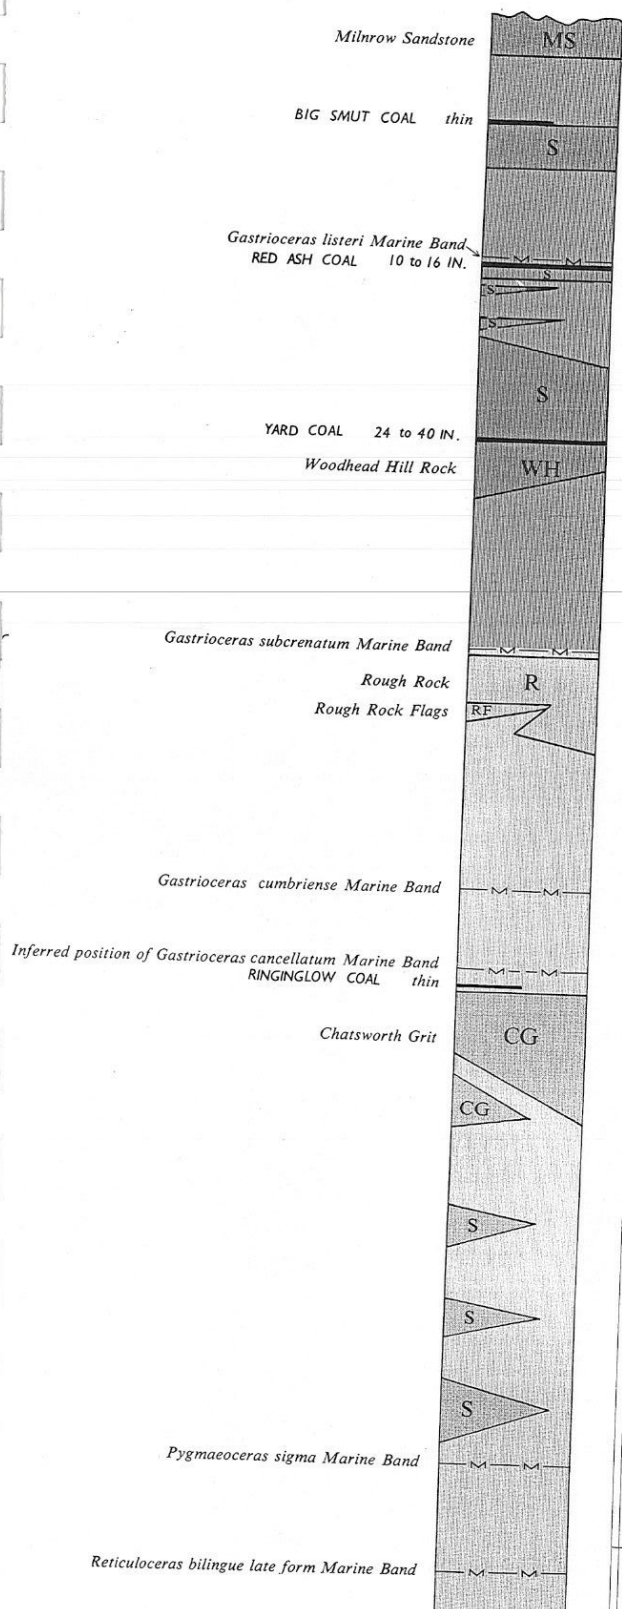 Milnrow Sandstone MS
BIG SMUT COAL thin
S
Gastrioceras listeri Marine Band
M M
RED ASH COAL 10 to 16 IN.
S
S
S
S
YARD COAL 24 to 40 IN.
Woodhead Hill Rock WH
Gastrioceras subcrenatum Marine Band M M
Rough Rock R
Rough Rock Flags RF
Gastrioceras cumbriense Marine Band M M
Inferred position of Gastrioceras cancellatum Marine Band M M
RINGINGLOW COAL thin
Chatsworth Grit CG
CG
S
S
S
Pygmaeoceras sigma Marine Band M M
Reticuloceras bilingue late form Marine Band M M